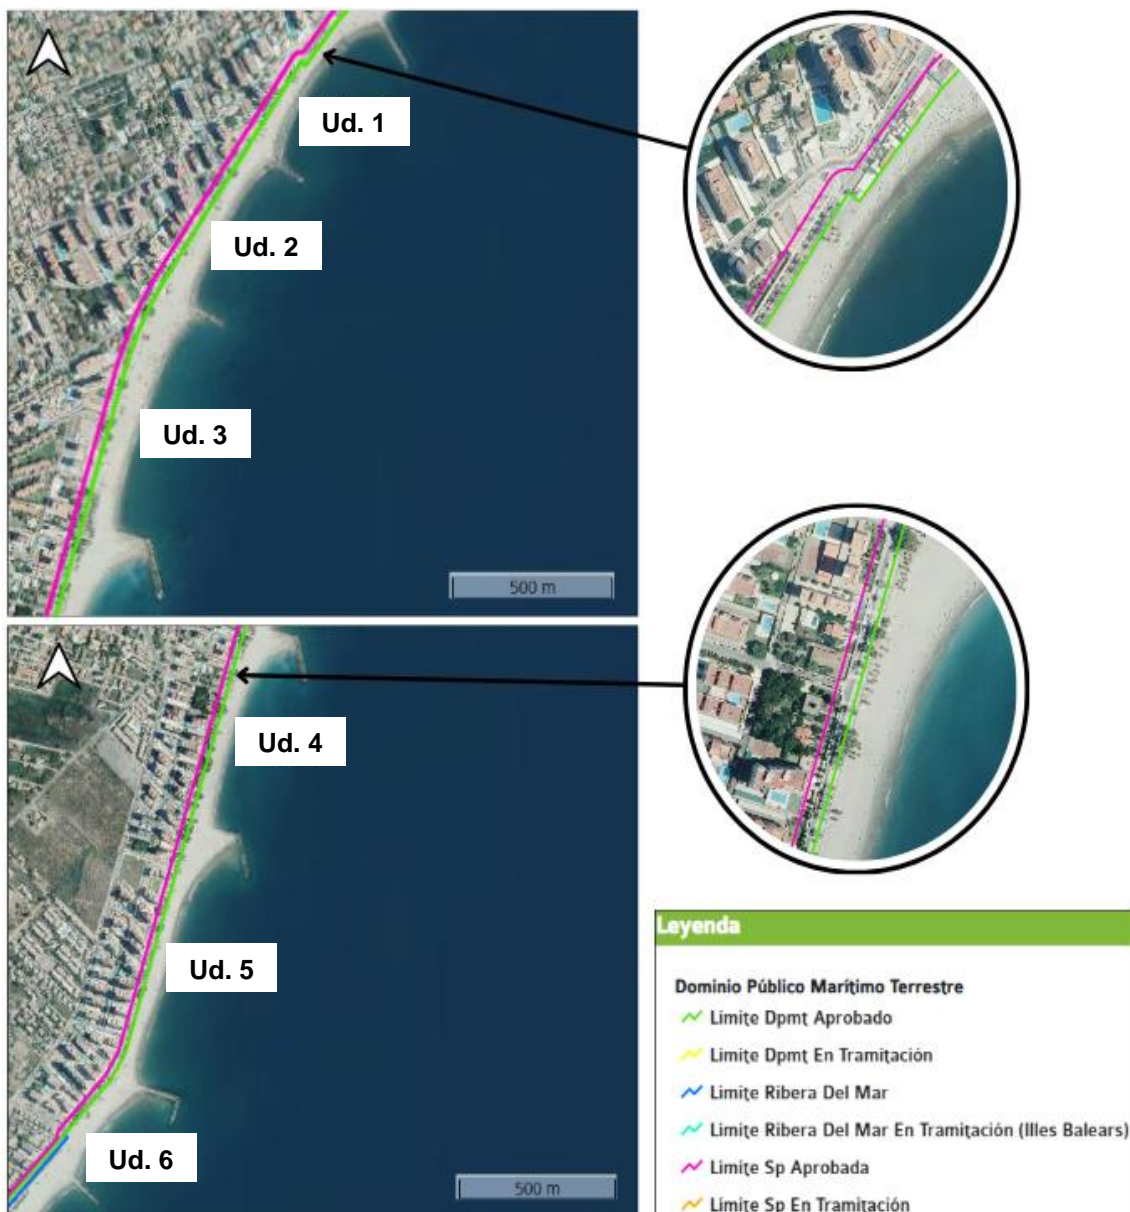 Ud. 1
Ud. 2
Ud. 3
500 m
Ud. 4
Ud. 5
Ud. 6
500 m
Leyenda
Dominio Público Marítimo Terrestre
Limite Dpmt Aprobado
Limite Dpmt En Tramitación
Limite Ribera Del Mar
Limite Ribera Del Mar En Tramitación (Illes Balears)
Limite Sp Aprobada
Limite Sp En Tramitación